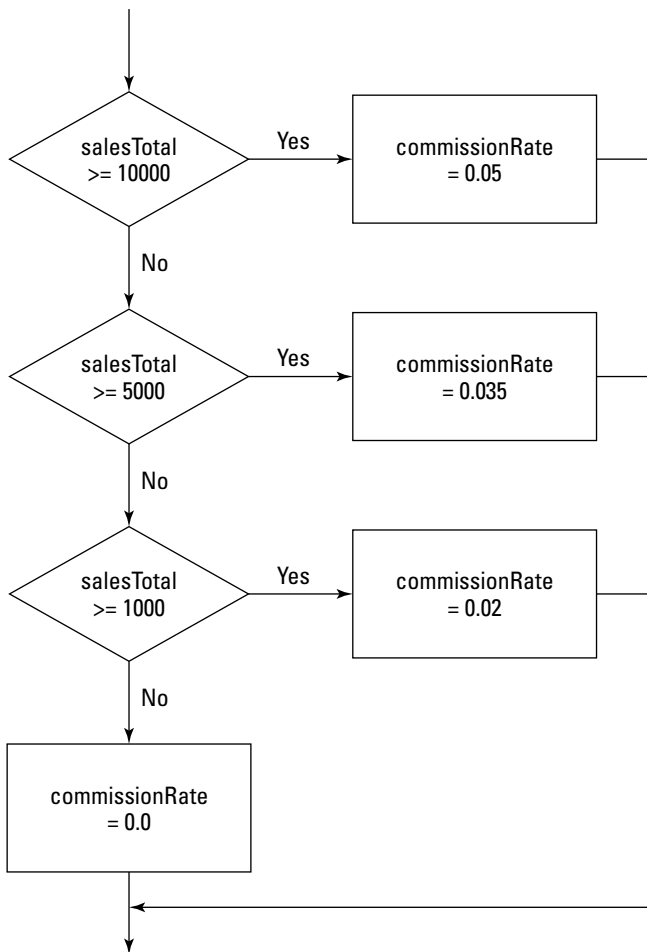 salesTotal
>= 10000
Yes
commissionRate
= 0.05
No
salesTotal
>= 5000
Yes
commissionRate
= 0.035
No
salesTotal
>= 1000
Yes
commissionRate
= 0.02
No
commissionRate
= 0.0